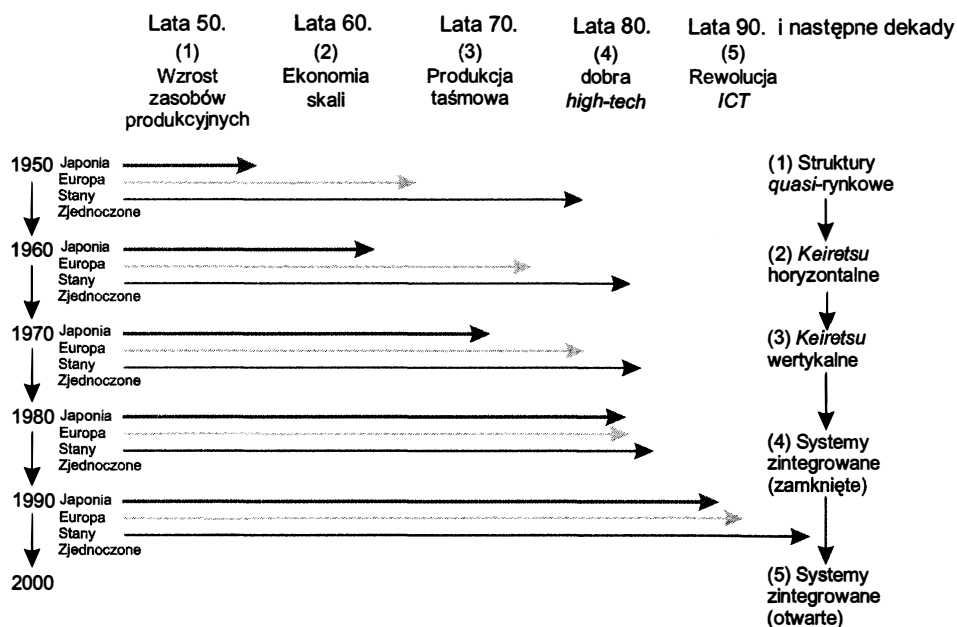 Lata 50.
(1)
Wzrost
zasobów
produkcyjnych
Lata 60.
(2)
Ekonomia
skali
Lata 70.
(3)
Produkcja
taśmowa
Lata 80.
(4)
dobra
high-tech
Lata 90. i następne dekady
(5)
Rewolucja
ICT
1950 Japonia
Europa
Stany
Zjednoczone
1960 Japonia
Europa
Stany
Zjednoczone
1970 Japonia
Europa
Stany
Zjednoczone
1980 Japonia
Europa
Stany
Zjednoczone
1990 Japonia
Europa
Stany
Zjednoczone
2000
(1) Struktury
quasi-rynkowe
(2) Keiretsu
horyzontalne
(3) Keiretsu
wertykalne
(4) Systemy
zintegrowane
(zamknięte)
(5) Systemy
zintegrowane
(otwarte)